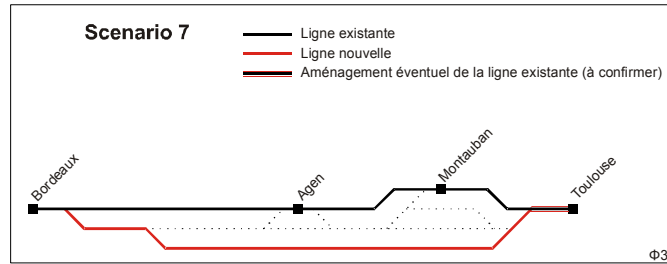 Scenario 7
Ligne existante
Ligne nouvelle
Aménagement éventuel de la ligne existante (à confirmer)
Bordeaux
Agen
Montauban
Toulouse
Φ3